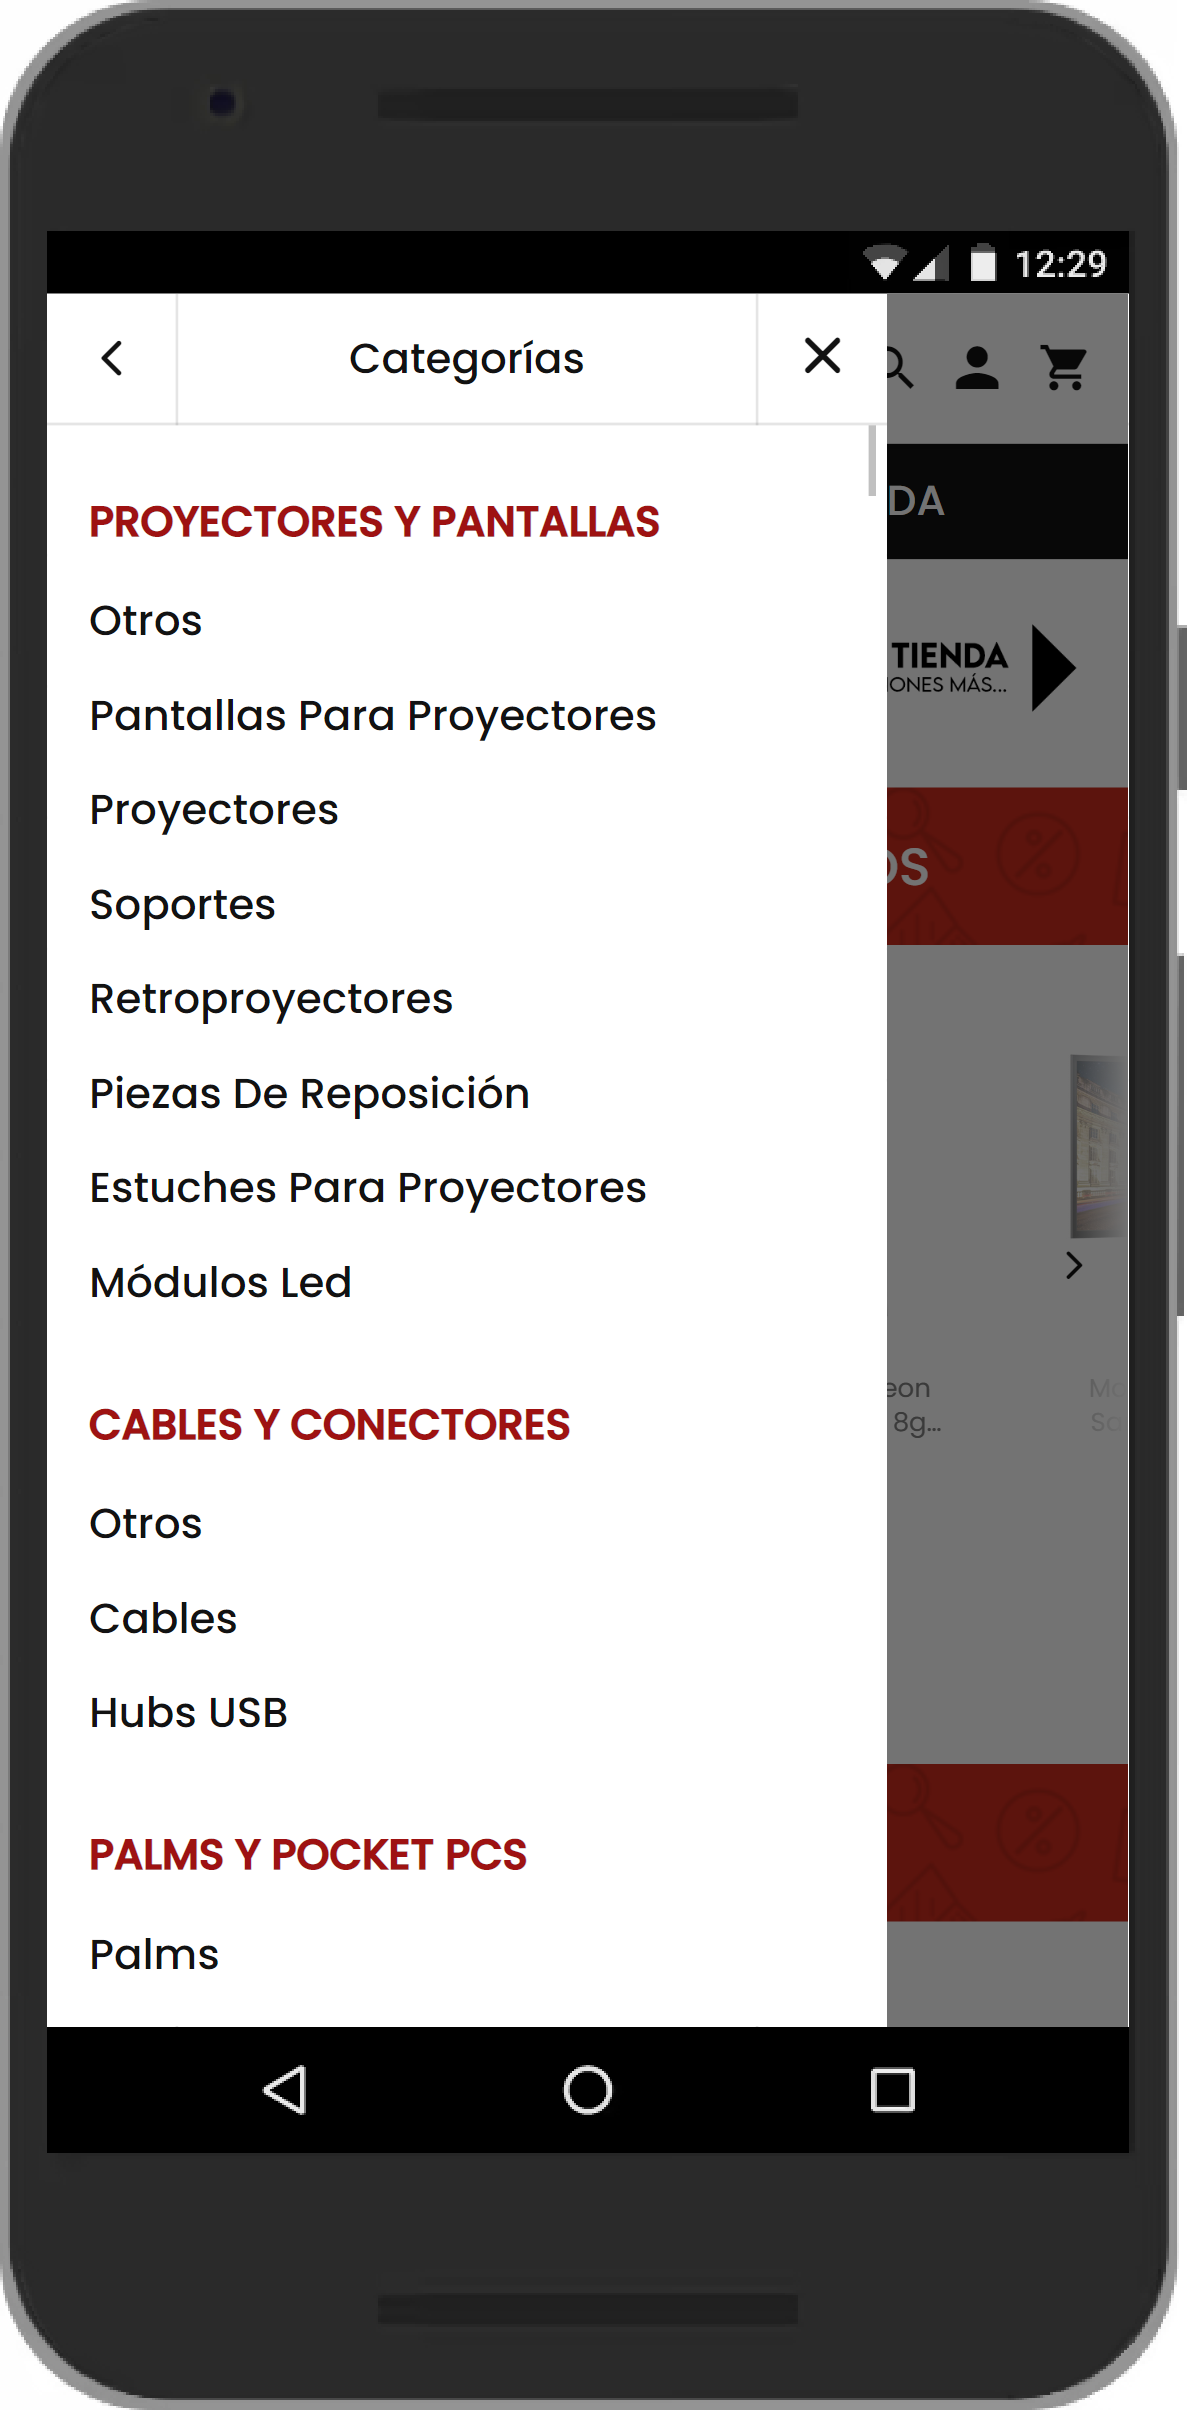 12:29
Categorías
PROYECTORES Y PANTALLAS
Otros
Pantallas Para Proyectores
Proyectores
Soportes
Retroproyectores
Piezas De Reposición
Estuches Para Proyectores
Módulos Led
CABLES Y CONECTORES
Otros
Cables
Hubs USB
PALMS Y POCKET PCS
Palms
DA
TIENDA
IONES MÁS...
OS
eon
8g...
Mo
Sa